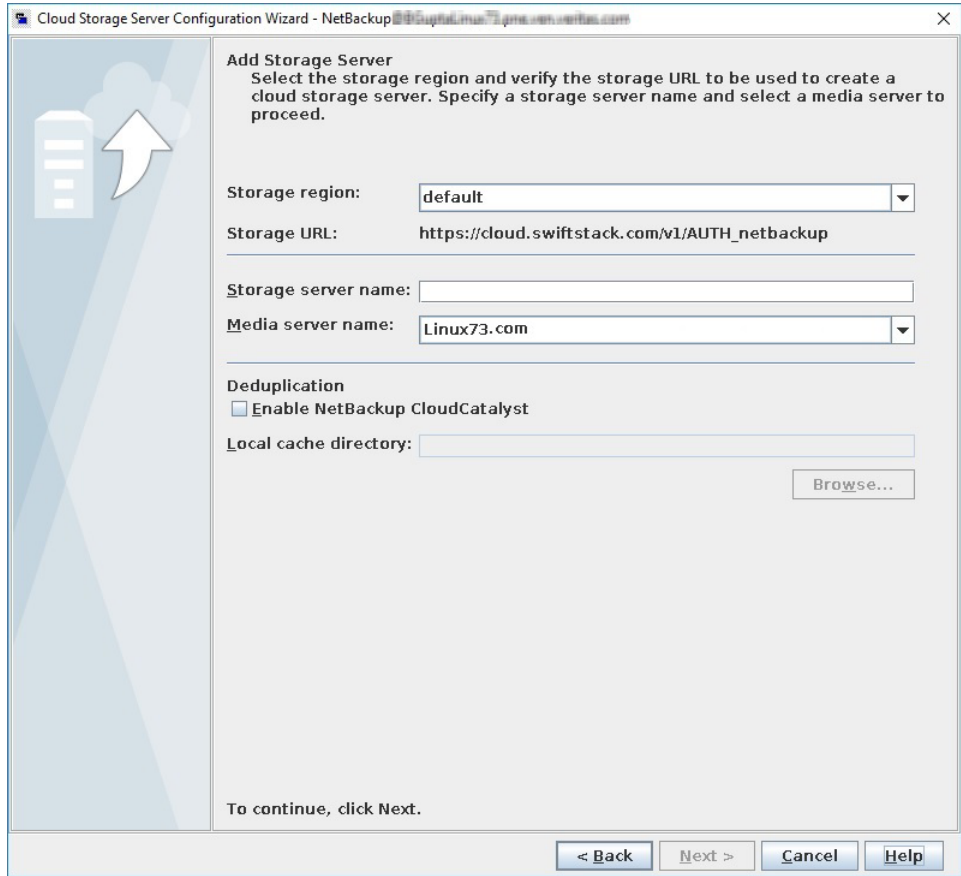 Cloud Storage Server Configuration Wizard - NetBackup
Add Storage Server
Select the storage region and verify the storage URL to be used to create a
cloud storage server. Specify a storage server name and select a media server to
proceed.
Storage region: default
Storage URL: https://cloud.swiftstack.com/v1/AUTH_netbackup
Storage server name:
Media server name: Linux73.com
Deduplication
Enable NetBackup CloudCatalyst
Local cache directory:
Browse...
To continue, click Next.
< Back Next > Cancel Help